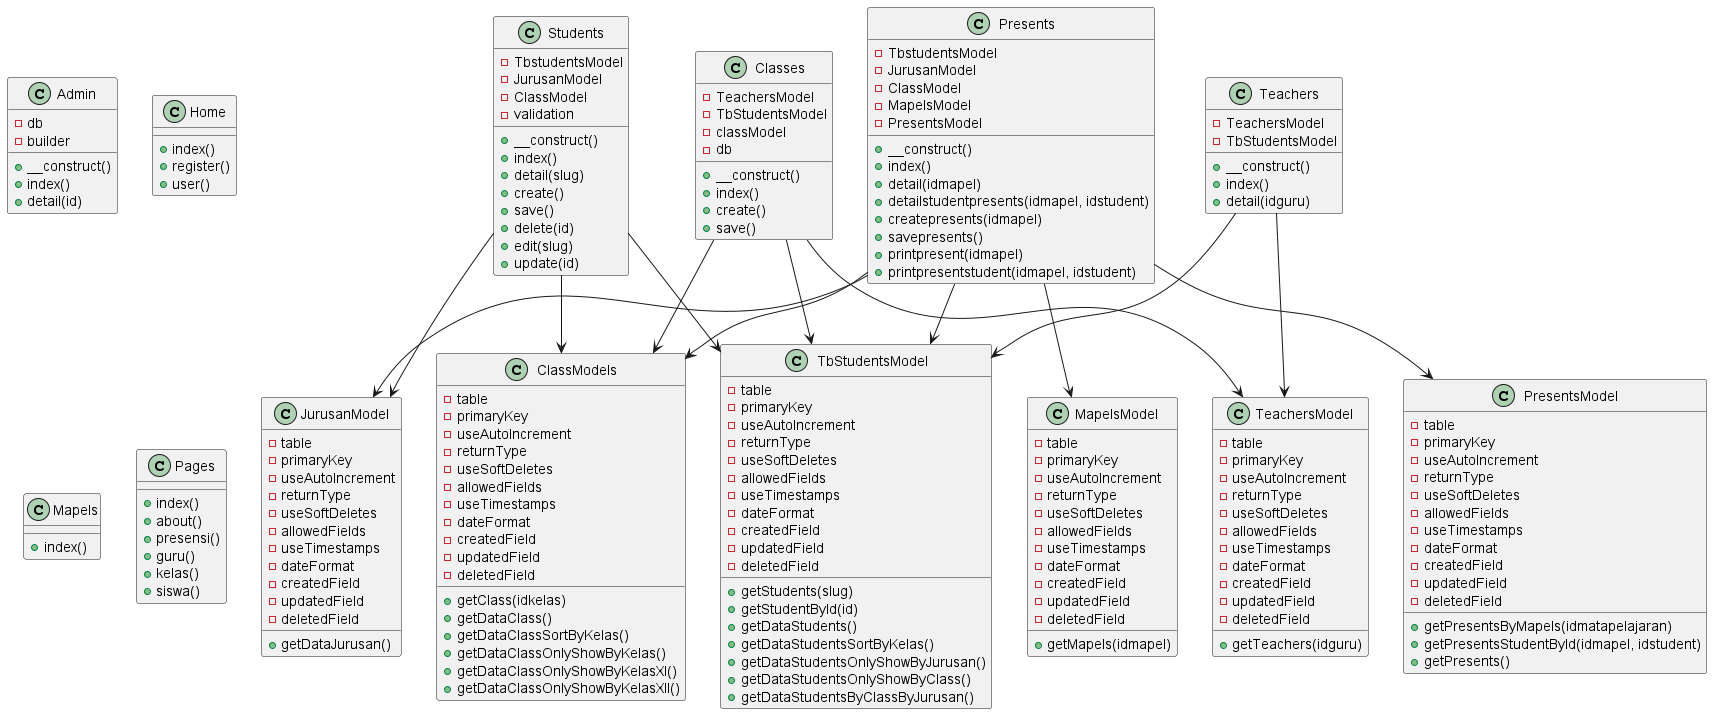 C Admin
db
builder
__construct()
index()
detail(id)
C Home
index()
register()
user()
C Students
TbstudentsModel
JurusanModel
ClassModel
validation
__construct()
index()
detail(slug)
create()
save()
delete(id)
edit(slug)
update(id)
C Classes
TeachersModel
TbStudentsModel
classModel
db
__construct()
index()
create()
save()
C Presents
TbstudentsModel
JurusanModel
ClassModel
MapelsModel
PresentsModel
__construct()
index()
detail(idmapel)
detailstudentpresents(idmapel, idstudent)
createpresents(idmapel)
savepresents()
printpresent(idmapel)
printpresentstudent(idmapel, idstudent)
C Teachers
TeachersModel
TbStudentsModel
__construct()
index()
detail(idguru)
C Mapels
index()
C Pages
index()
about()
presensi()
guru()
kelas()
siswa()
C JurusanModel
table
primaryKey
useAutoIncrement
returnType
useSoftDeletes
allowedFields
useTimestamps
dateFormat
createdField
updatedField
deletedField
getDataJurusan()
C ClassModels
table
primaryKey
useAutoIncrement
returnType
useSoftDeletes
allowedFields
useTimestamps
dateFormat
createdField
updatedField
deletedField
getClass(idkelas)
getDataClass()
getDataClassSortByKelas()
getDataClassOnlyShowByKelas()
getDataClassOnlyShowByKelasXI()
getDataClassOnlyShowByKelasXII()
C TbStudentsModel
table
primaryKey
useAutoIncrement
returnType
useSoftDeletes
allowedFields
useTimestamps
dateFormat
createdField
updatedField
deletedField
getStudents(slug)
getStudentById(id)
getDataStudents()
getDataStudentsSortByKelas()
getDataStudentsOnlyShowByJurusan()
getDataStudentsOnlyShowByClass()
getDataStudentsByClassByJurusan()
C MapelsModel
table
primaryKey
useAutoIncrement
returnType
useSoftDeletes
allowedFields
useTimestamps
dateFormat
createdField
updatedField
deletedField
getMapels(idmapel)
C TeachersModel
table
primaryKey
useAutoIncrement
returnType
useSoftDeletes
allowedFields
useTimestamps
dateFormat
createdField
updatedField
deletedField
getTeachers(idguru)
C PresentsModel
table
primaryKey
useAutoIncrement
returnType
useSoftDeletes
allowedFields
useTimestamps
dateFormat
createdField
updatedField
deletedField
getPresentsByMapels(idmatapelajaran)
getPresentsStudentById(idmapel, idstudent)
getPresents()